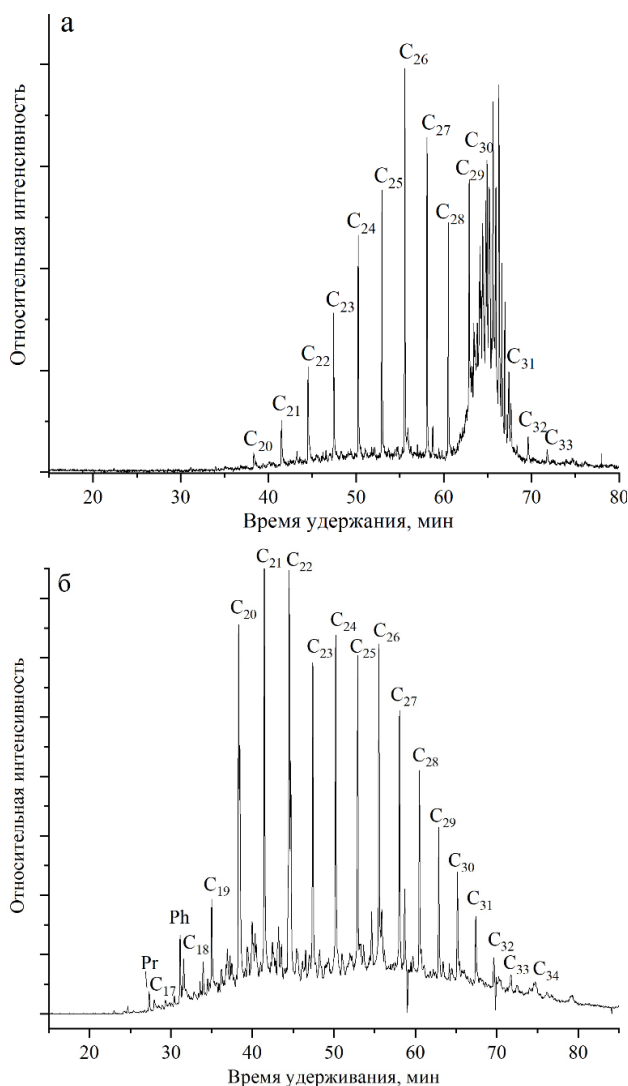 а
Относительная интенсивность
C₂₀
C₂₁
C₂₂
C₂₃
C₂₄
C₂₅
C₂₆
C₂₇
C₂₈
C₂₉
C₃₀
C₃₁
C₃₂
C₃₃
20 30 40 50 60 70 80
Время удержания, мин
б
Относительная интенсивность
Pr
C₁₇
Ph
C₁₈
C₁₉
C₂₀
C₂₁
C₂₂
C₂₃
C₂₄
C₂₅
C₂₆
C₂₇
C₂₈
C₂₉
C₃₀
C₃₁
C₃₂
C₃₃
C₃₄
20 30 40 50 60 70 80
Время удерживания, мин